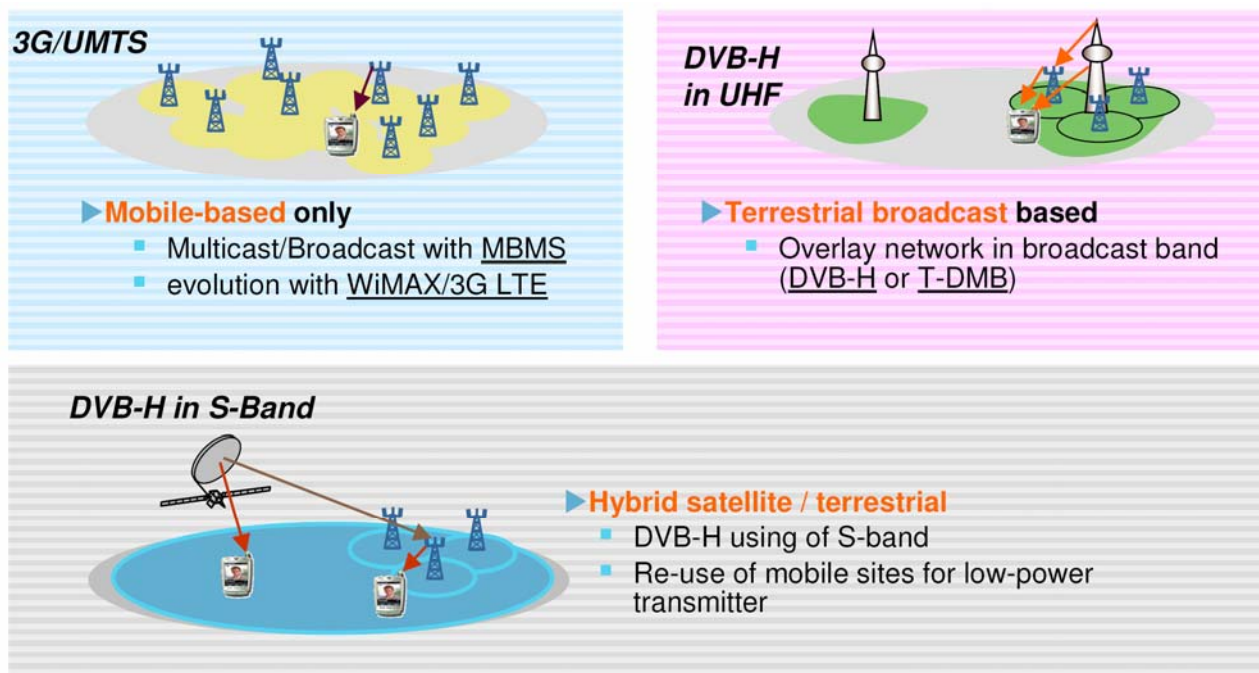 3G/UMTS
▶Mobile-based only
▪ Multicast/Broadcast with MBMS
▪ evolution with WiMAX/3G LTE
DVB-H
in UHF
▶Terrestrial broadcast based
▪ Overlay network in broadcast band
(DVB-H or T-DMB)
DVB-H in S-Band
▶Hybrid satellite / terrestrial
▪ DVB-H using of S-band
▪ Re-use of mobile sites for low-power
transmitter